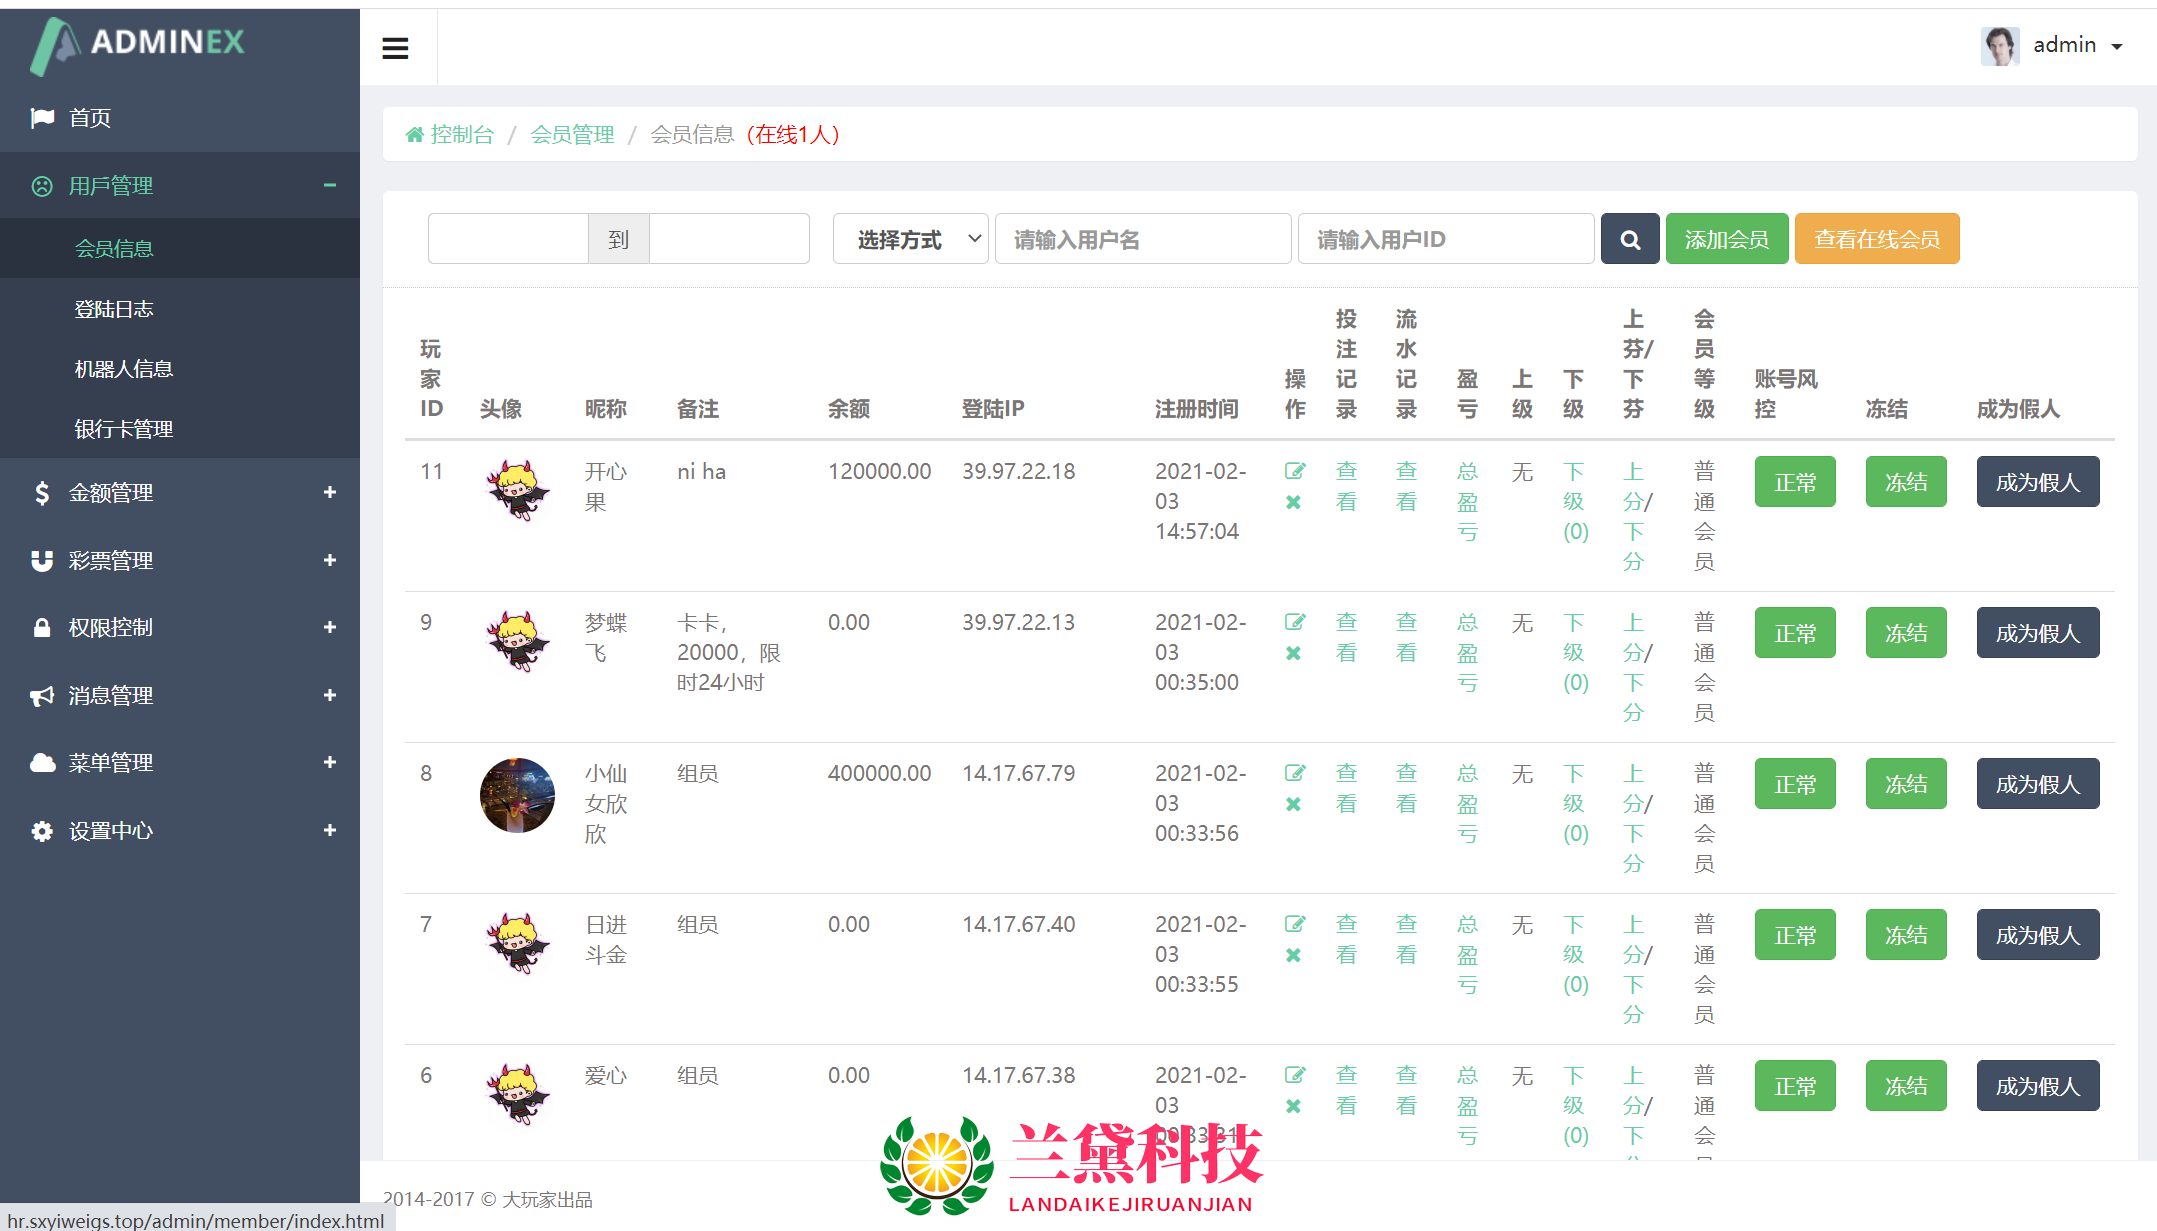 ADMINEX
admin
首页
用戶管理
会员信息
登陆日志
机器人信息
银行卡管理
金额管理
彩票管理
权限控制
消息管理
菜单管理
设置中心
控制台 / 会员管理 / 会员信息 (在线1人)
到 选择方式 请输入用户名 请输入用户ID 添加会员 查看在线会员
玩家ID 头像 昵称 备注 余额 登陆IP 注册时间 操作 投注记录 流水记录 盈亏 上级 下级 上芬/下芬 会员等级 账号风控 冻结 成为假人
11 开心果 ni ha 120000.00 39.97.22.18 2021-02-03 14:57:04 查看 查看 总盈亏 无 下级(0) 上分/下分 普通会员 正常 冻结 成为假人
9 梦蝶飞 卡卡，20000，限时24小时 0.00 39.97.22.13 2021-02-03 00:35:00 查看 查看 总盈亏 无 下级(0) 上分/下分 普通会员 正常 冻结 成为假人
8 小仙女欣欣 组员 400000.00 14.17.67.79 2021-02-03 00:33:56 查看 查看 总盈亏 无 下级(0) 上分/下分 普通会员 正常 冻结 成为假人
7 日进斗金 组员 0.00 14.17.67.40 2021-02-03 00:33:55 查看 查看 总盈亏 无 下级(0) 上分/下分 普通会员 正常 冻结 成为假人
6 爱心 组员 0.00 14.17.67.38 2021-02-03 查看 查看 总盈亏 无 下级(0) 上分/下 普通会 正常 冻结 成为假人
兰黛科技
LANDAIKEJIRUANJIAN
2014-2017 © 大玩家出品
hr.sxyiweigs.top/admin/member/index.html